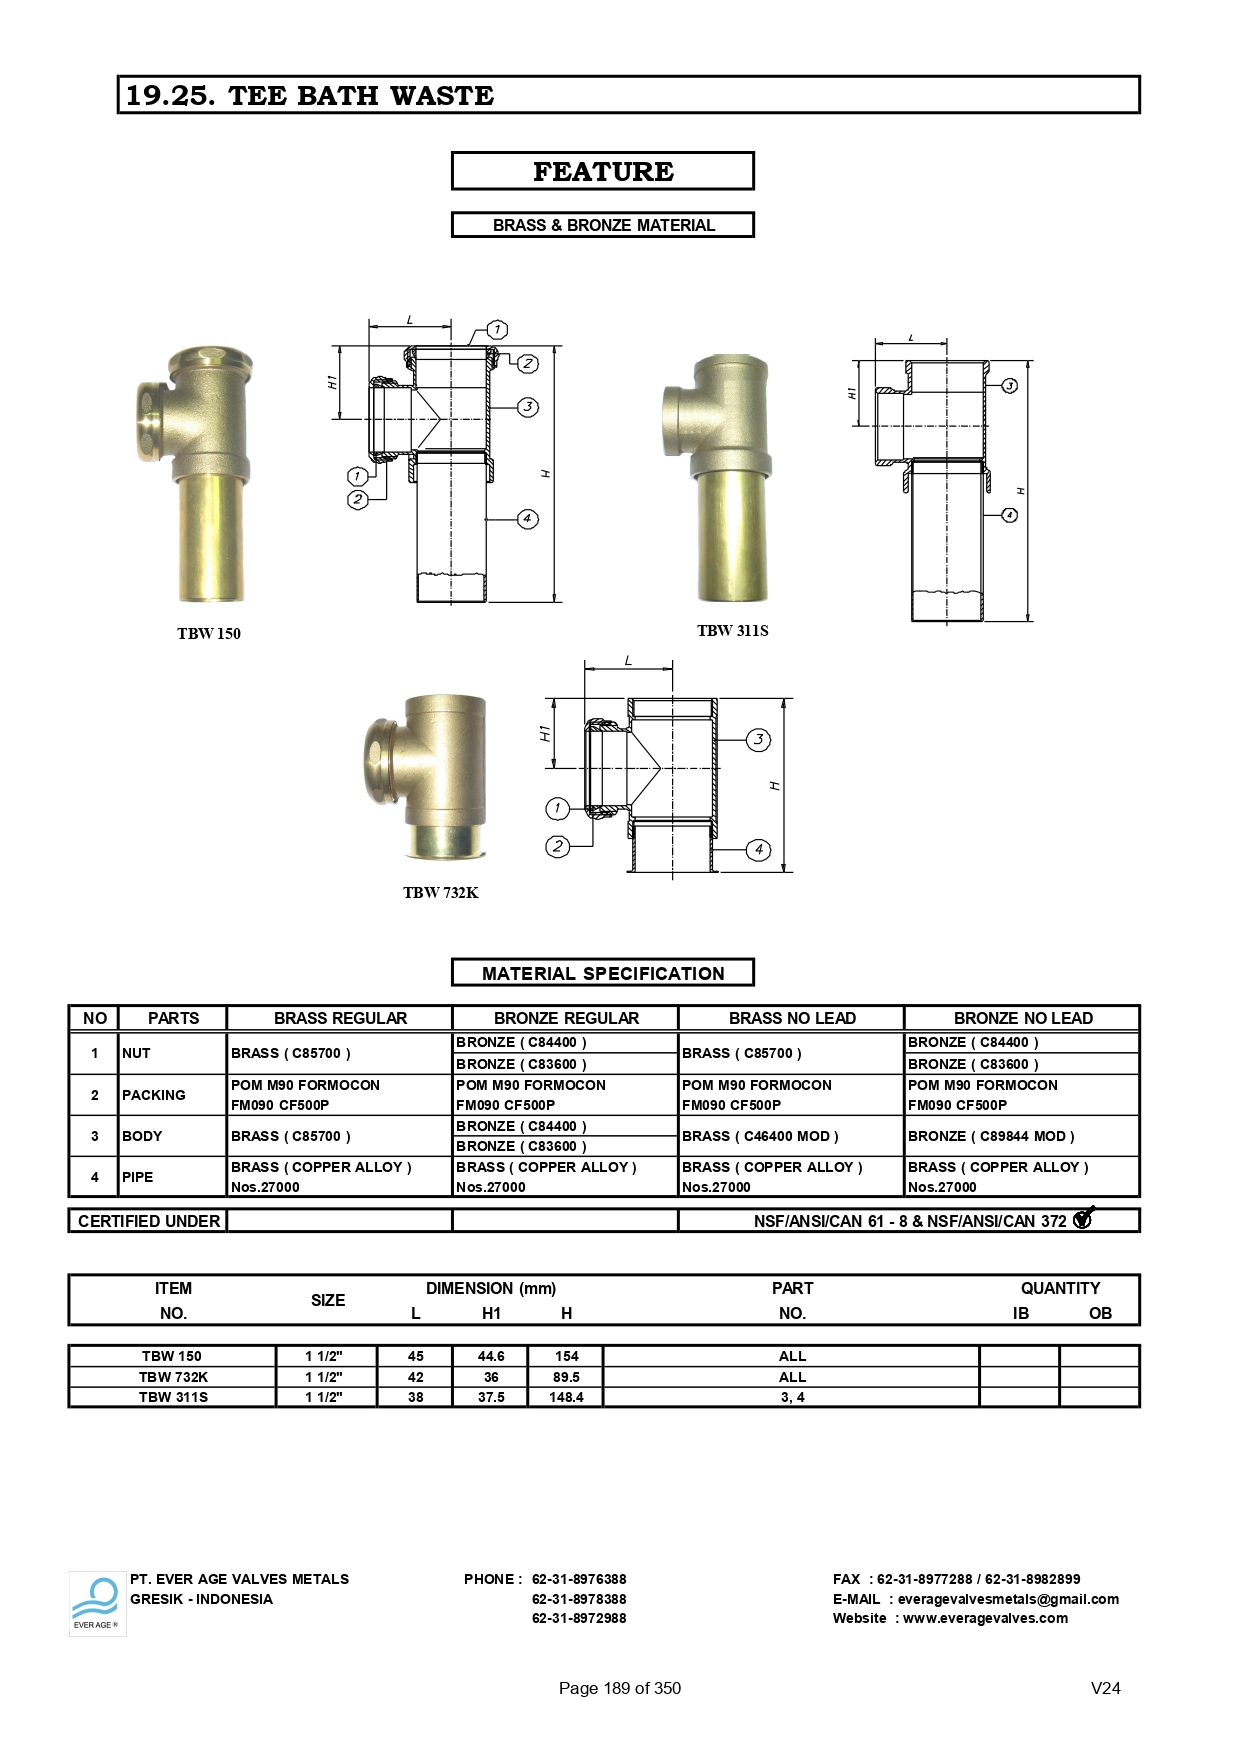 19.25. TEE BATH WASTE
FEATURE
BRASS & BRONZE MATERIAL
L
1
2
3
H1
H
1
2
4
TBW 150
L
3
H1
H
4
TBW 311S
L
H1
3
H
1
2
4
TBW 732K
MATERIAL SPECIFICATION
NO PARTS BRASS REGULAR BRONZE REGULAR BRASS NO LEAD BRONZE NO LEAD
1 NUT BRASS ( C85700 ) BRONZE ( C84400 ) BRASS ( C85700 ) BRONZE ( C84400 )
BRONZE ( C83600 ) BRONZE ( C83600 )
2 PACKING POM M90 FORMOCON POM M90 FORMOCON POM M90 FORMOCON POM M90 FORMOCON
FM090 CF500P FM090 CF500P FM090 CF500P FM090 CF500P
3 BODY BRASS ( C85700 ) BRONZE ( C84400 ) BRASS ( C46400 MOD ) BRONZE ( C89844 MOD )
BRONZE ( C83600 )
4 PIPE BRASS ( COPPER ALLOY ) BRASS ( COPPER ALLOY ) BRASS ( COPPER ALLOY ) BRASS ( COPPER ALLOY )
Nos.27000 Nos.27000 Nos.27000 Nos.27000
CERTIFIED UNDER NSF/ANSI/CAN 61 - 8 & NSF/ANSI/CAN 372
ITEM SIZE DIMENSION (mm) PART QUANTITY
NO. L H1 H NO. IB OB
TBW 150 1 1/2" 45 44.6 154 ALL
TBW 732K 1 1/2" 42 36 89.5 ALL
TBW 311S 1 1/2" 38 37.5 148.4 3, 4
PT. EVER AGE VALVES METALS PHONE : 62-31-8976388 FAX : 62-31-8977288 / 62-31-8982899
GRESIK - INDONESIA 62-31-8978388 E-MAIL : everagevalvesmetals@gmail.com
62-31-8972988 Website : www.everagevalves.com
EVER AGE ®
Page 189 of 350 V24